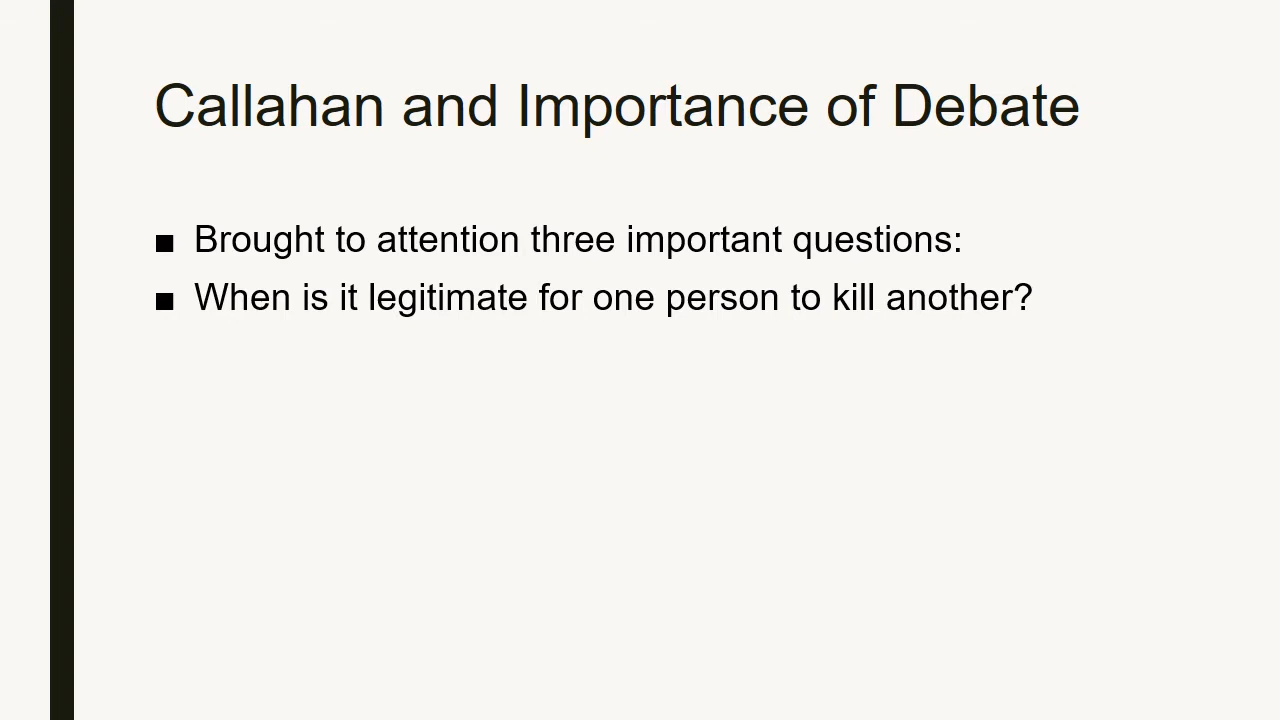 Callahan and Importance of Debate
■ Brought to attention three important questions:
■ When is it legitimate for one person to kill another?